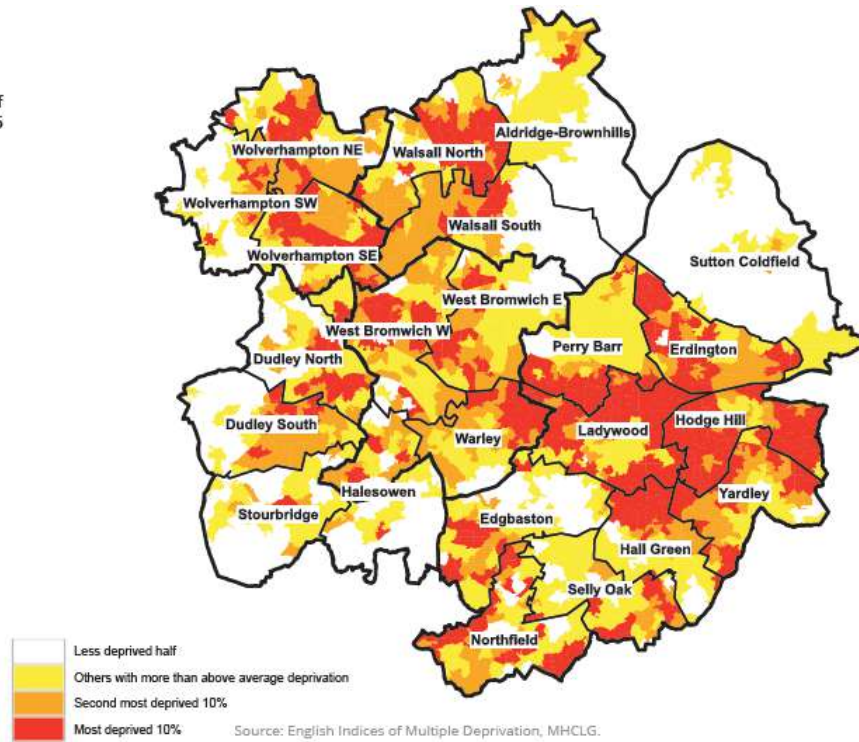 f
5
Aldridge-Brownhills
Wolverhampton NE
Walsall North
Wolverhampton SW
Walsall South
Wolverhampton SE
Sutton Coldfield
West Bromwich E
West Bromwich W
Perry Barr
Erdington
Dudley North
Hodge Hill
Dudley South
Warley
Ladywood
Yardley
Halesowen
Stourbridge
Edgbaston
Hall Green
Selly Oak
Northfield
Less deprived half
Others with more than above average deprivation
Second most deprived 10%
Most deprived 10%
Source: English Indices of Multiple Deprivation, MHCLG.